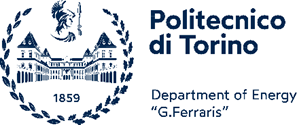 Politecnico
di Torino
1859
Department of Energy
"G.Ferraris"